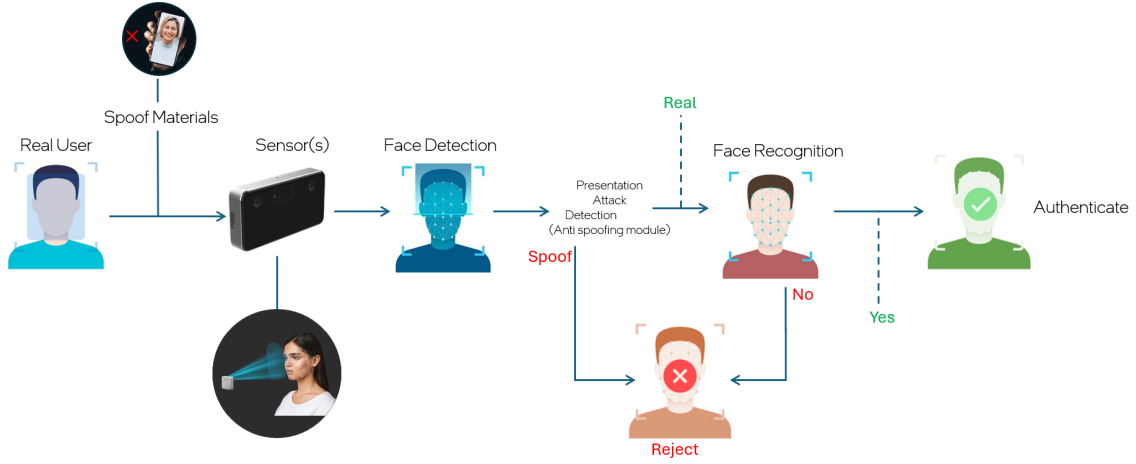 Real
Spoof Materials
Real User
Sensor(s)
Face Detection
Face Recognition
Presentation
Attack
Detection
(Anti spoofing module)
Authenticate
Spoof
No
Yes
Reject